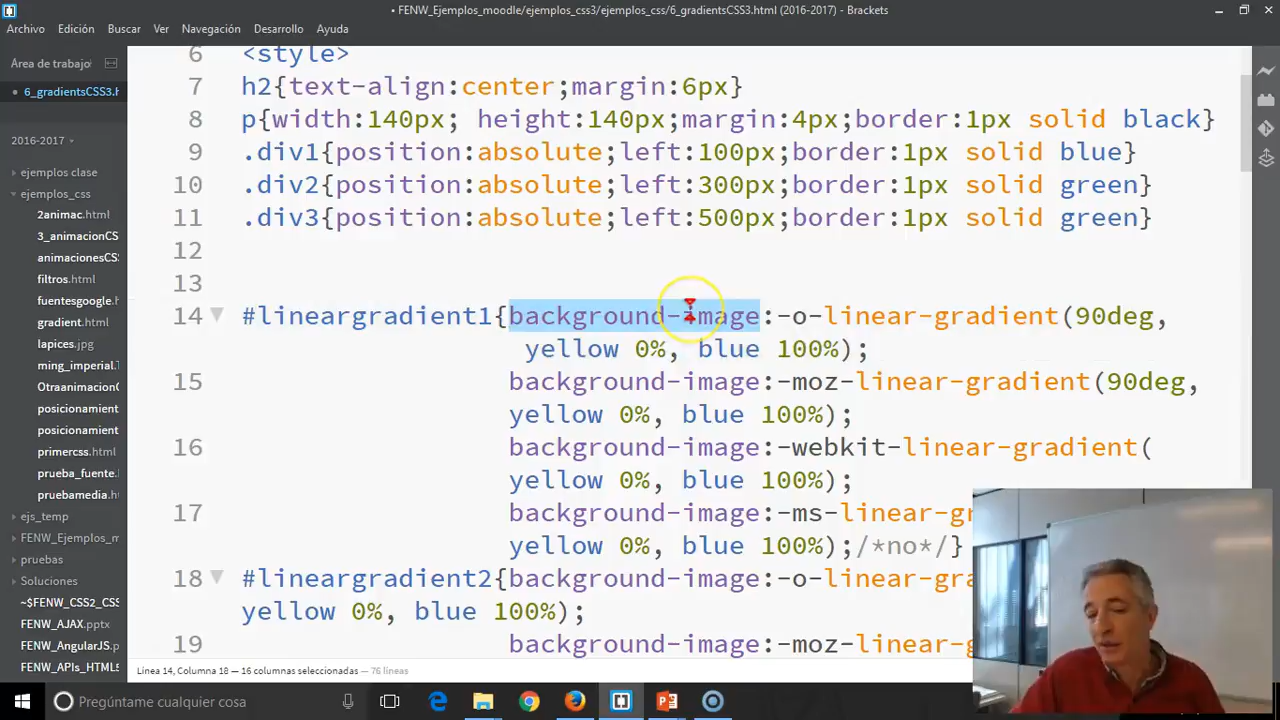 • FENW_Ejemplos_moodle/ejemplos_css3/ejemplos_css/6_gradientsCSS3.html (2016-2017) - Brackets
Archivo Edición Buscar Ver Navegación Desarrollo Ayuda
Área de trabajo
6_gradientsCSS3.h
2016-2017
ejemplos clase
ejemplos_css
2animac.html
3_animacionCS
animacionesCS
filtros.html
fuentesgoogle.
gradient.html
lapices.jpg
ming_imperial.
Otraanimacion
posicionamient
posicionamient
primercss.html
prueba_fuente.
pruebamedia.h
ejs_temp
FENW_Ejemplos_m
pruebas
Soluciones
~$FENW_CSS2_CSS
FENW_AJAX.pptx
FENW_AngularJS.
FENW_APIs_HTML
6 <style>
7 h2{text-align:center;margin:6px}
8 p{width:140px; height:140px;margin:4px;border:1px solid black}
9 .div1{position:absolute;left:100px;border:1px solid blue}
10 .div2{position:absolute;left:300px;border:1px solid green}
11 .div3{position:absolute;left:500px;border:1px solid green}
12
13
14 #lineargradient1{background-image:-o-linear-gradient(90deg,
yellow 0%, blue 100%);
15 background-image:-moz-linear-gradient(90deg,
yellow 0%, blue 100%);
16 background-image:-webkit-linear-gradient(
yellow 0%, blue 100%);
17 background-image:-ms-linear-g
yellow 0%, blue 100%);/*no*/}
18 #lineargradient2{background-image:-o-linear-g
yellow 0%, blue 100%);
19 background-image:-moz-linear-g
Línea 14, Columna 18 — 16 columnas seleccionadas — 76 líneas
Pregúntame cualquier cosa